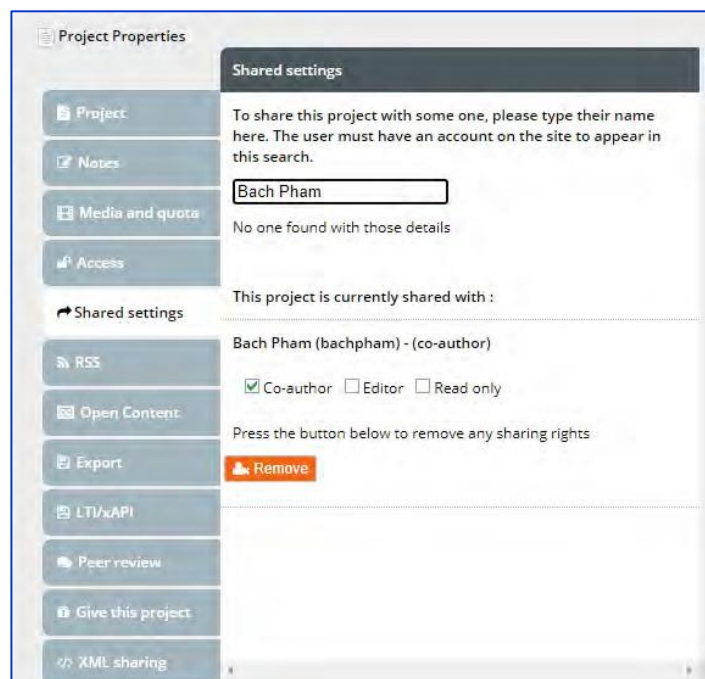 Project Properties
Shared settings
Project
Notes
Media and quota
Access
Shared settings
RSS
Open Content
Export
LTI/xAPI
Peer review
Give this project
XML sharing
To share this project with some one, please type their name
here. The user must have an account on the site to appear in
this search.
Bach Pham
No one found with those details
This project is currently shared with :
Bach Pham (bachpham) - (co-author)
Co-author Editor Read only
Press the button below to remove any sharing rights
Remove